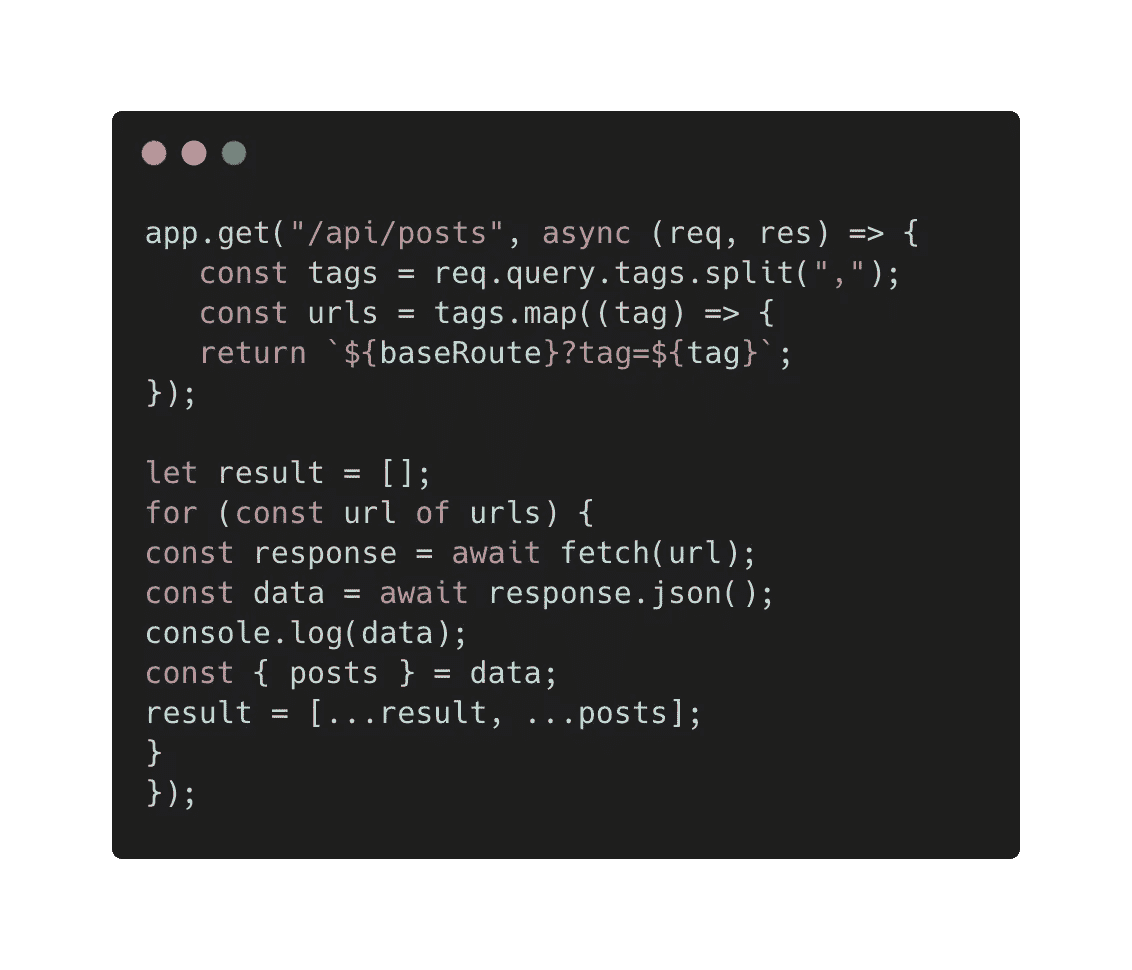 app.get("/api/posts", async (req, res) => {
   const tags = req.query.tags.split(",");
   const urls = tags.map((tag) => {
   return `${baseRoute}?tag=${tag}`;
});

let result = [];
for (const url of urls) {
const response = await fetch(url);
const data = await response.json();
console.log(data);
const { posts } = data;
result = [...result, ...posts];
}
});